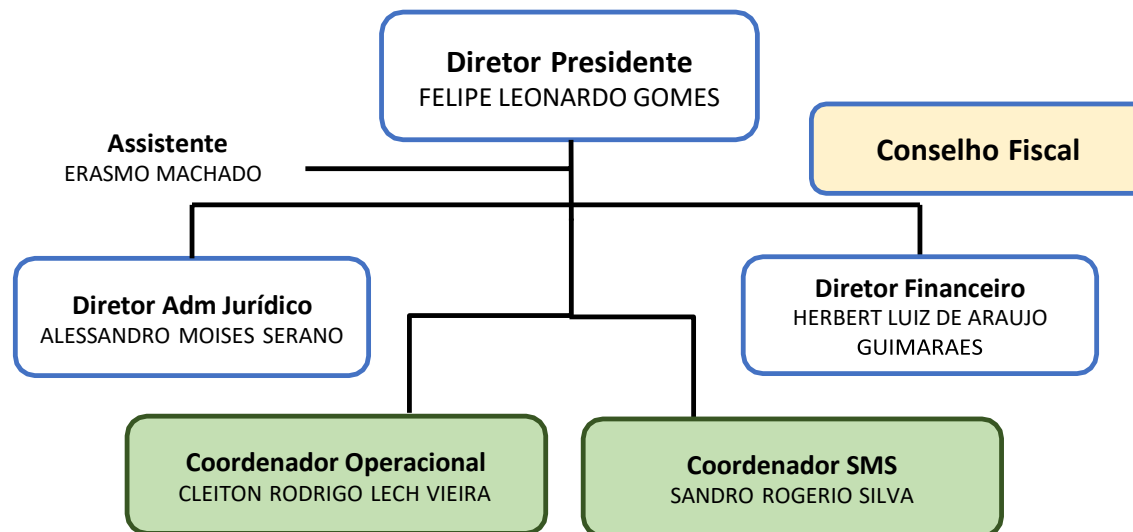 Diretor Presidente
FELIPE LEONARDO GOMES
Assistente
ERASMO MACHADO
Conselho Fiscal
Diretor Adm Jurídico
ALESSANDRO MOISES SERANO
Diretor Financeiro
HERBERT LUIZ DE ARAUJO
GUIMARAES
Coordenador Operacional
CLEITON RODRIGO LECH VIEIRA
Coordenador SMS
SANDRO ROGERIO SILVA